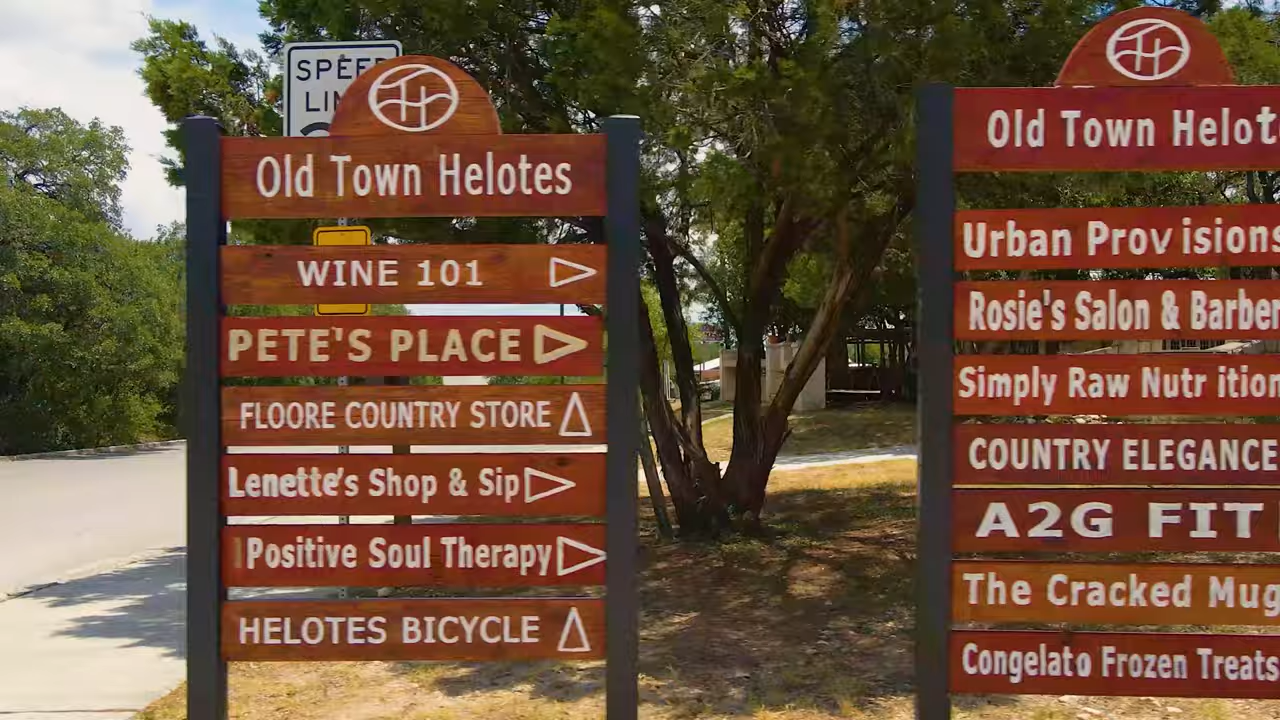 SPEED
LIMIT
Old Town Helotes
WINE 101
PETE'S PLACE
FLOORE COUNTRY STORE
Lenette's Shop & Sip
Positive Soul Therapy
HELOTES BICYCLE
Old Town Helot
Urban Provisions
Rosie's Salon & Barber
Simply Raw Nutrition
COUNTRY ELEGANCE
A2G FIT
The Cracked Mug
Congelato Frozen Treats